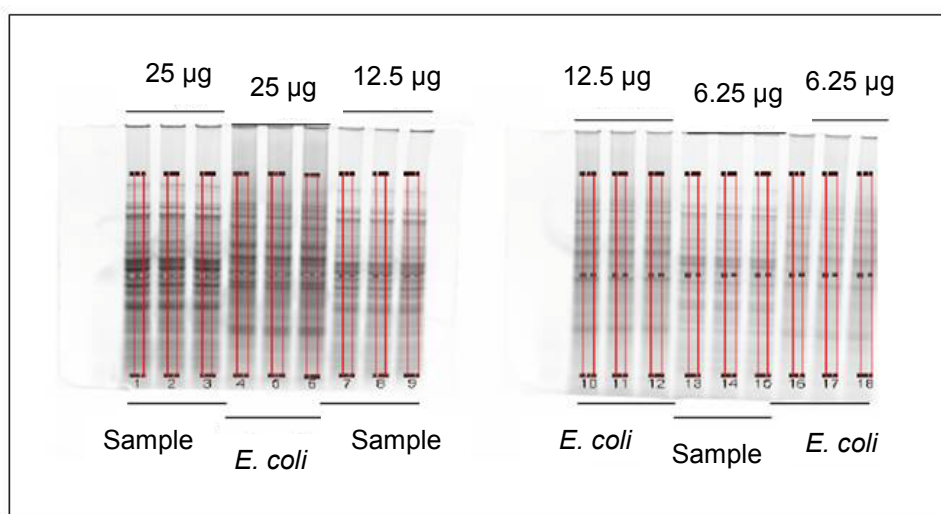 25 µg 25 µg 12.5 µg 12.5 µg 6.25 µg 6.25 µg
1 2 3 4 5 6 7 8 9 10 11 12 13 14 15 16 17 18
Sample E. coli Sample E. coli Sample E. coli